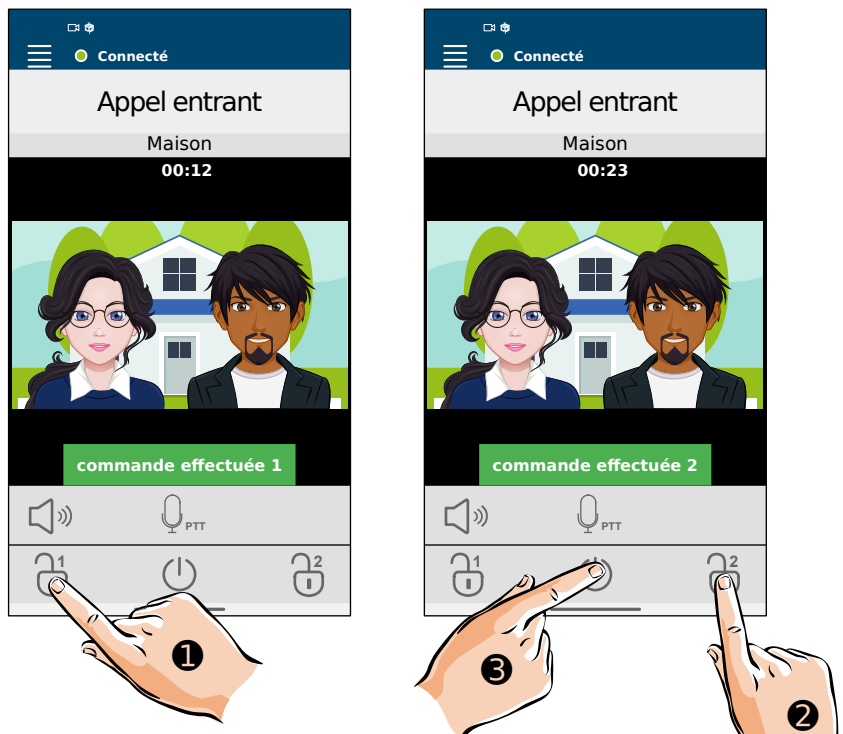 Connecté
Appel entrant
Maison
00:12
commande effectuée 1
PTT
1
2
❶
Connecté
Appel entrant
Maison
00:23
commande effectuée 2
PTT
1
2
❸
❷